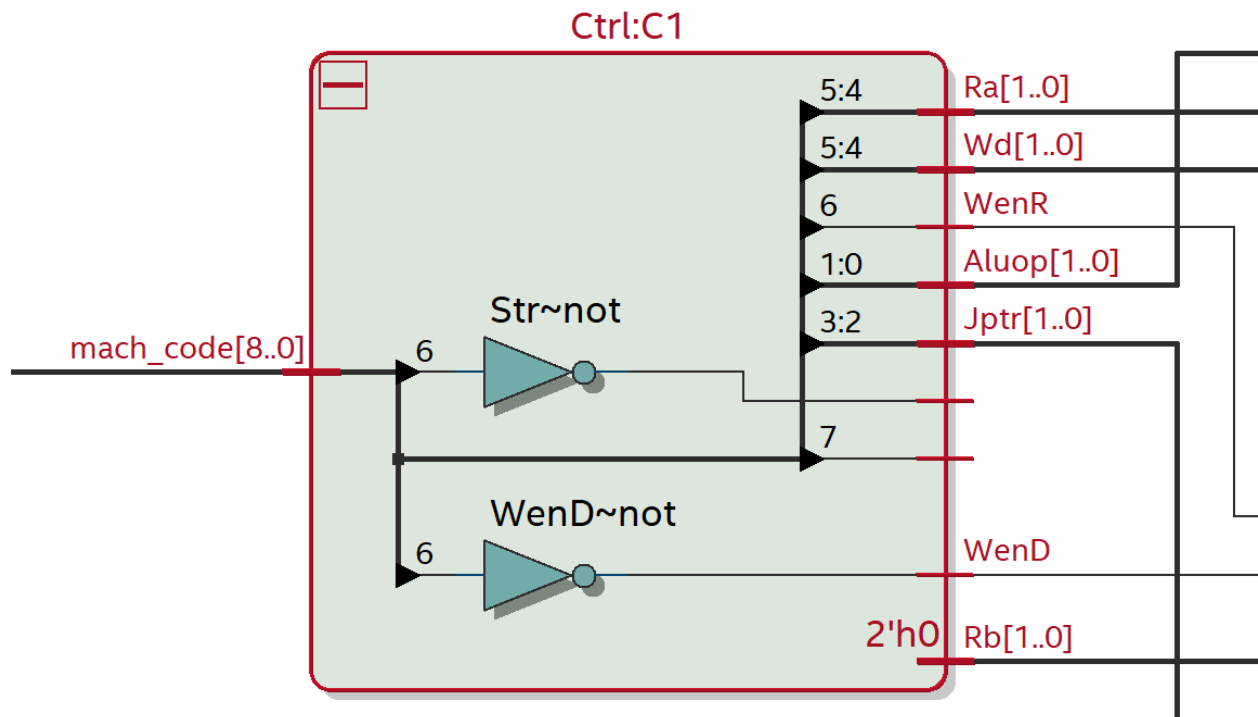 Ctrl:C1
5:4 Ra[1..0]
5:4 Wd[1..0]
6 WenR
1:0 Aluop[1..0]
Str~not
3:2 Jptr[1..0]
mach_code[8..0] 6
7
WenD~not
6 WenD
2'h0 Rb[1..0]